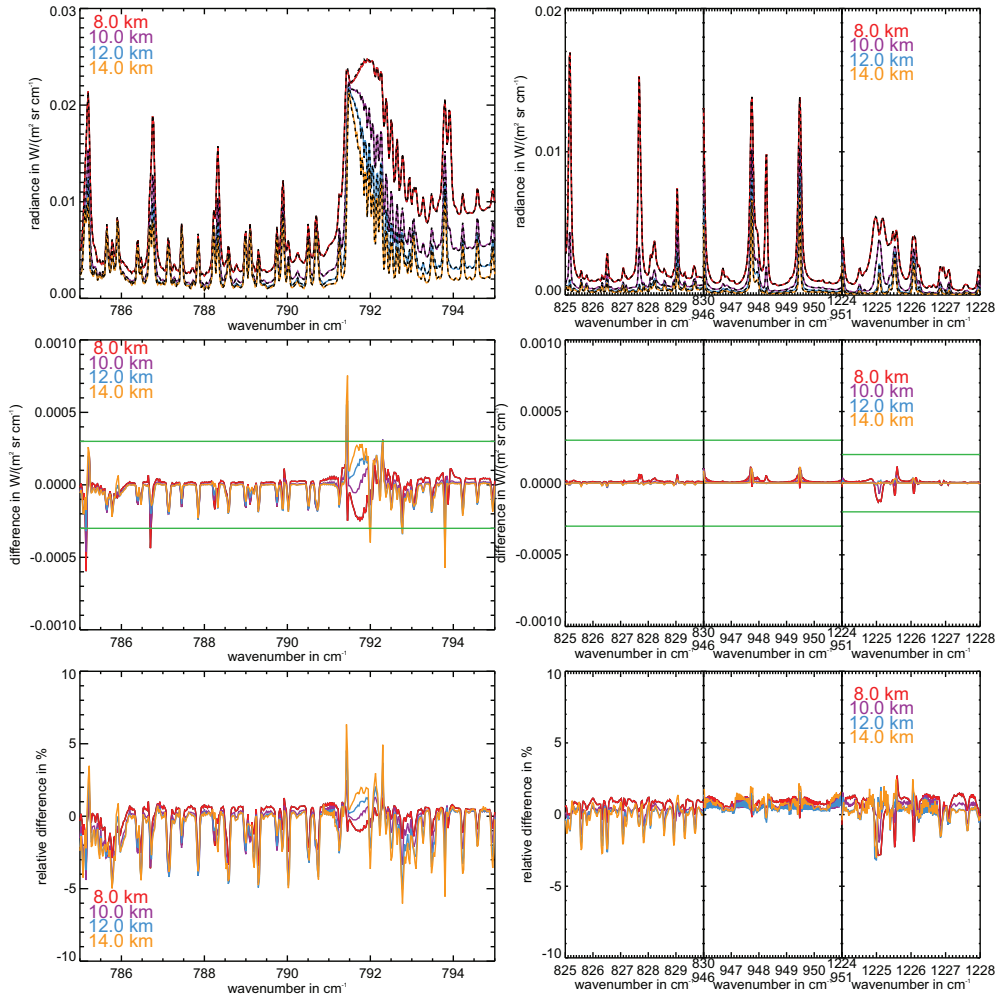 0.03
0.02
0.01
0.00
radiance in W/(m² sr cm⁻¹)
8.0 km
10.0 km
12.0 km
14.0 km
786 788 790 792 794
wavenumber in cm⁻¹
0.02
0.01
0.00
radiance in W/(m² sr cm⁻¹)
8.0 km
10.0 km
12.0 km
14.0 km
825 826 827 828 829 830
946 947 948 949 950 951
1224 1225 1226 1227 1228
wavenumber in cm⁻¹ wavenumber in cm⁻¹ wavenumber in cm⁻¹
0.0010
0.0005
0.0000
-0.0005
-0.0010
difference in W/(m² sr cm⁻¹)
8.0 km
10.0 km
12.0 km
14.0 km
786 788 790 792 794
wavenumber in cm⁻¹
0.0010
0.0005
0.0000
-0.0005
-0.0010
difference in W/(m² sr cm⁻¹)
8.0 km
10.0 km
12.0 km
14.0 km
825 826 827 828 829 830
946 947 948 949 950 951
1224 1225 1226 1227 1228
wavenumber in cm⁻¹ wavenumber in cm⁻¹ wavenumber in cm⁻¹
10
5
0
-5
-10
relative difference in %
8.0 km
10.0 km
12.0 km
14.0 km
786 788 790 792 794
wavenumber in cm⁻¹
10
5
0
-5
-10
relative difference in %
8.0 km
10.0 km
12.0 km
14.0 km
825 826 827 828 829 830
946 947 948 949 950 951
1224 1225 1226 1227 1228
wavenumber in cm⁻¹ wavenumber in cm⁻¹ wavenumber in cm⁻¹